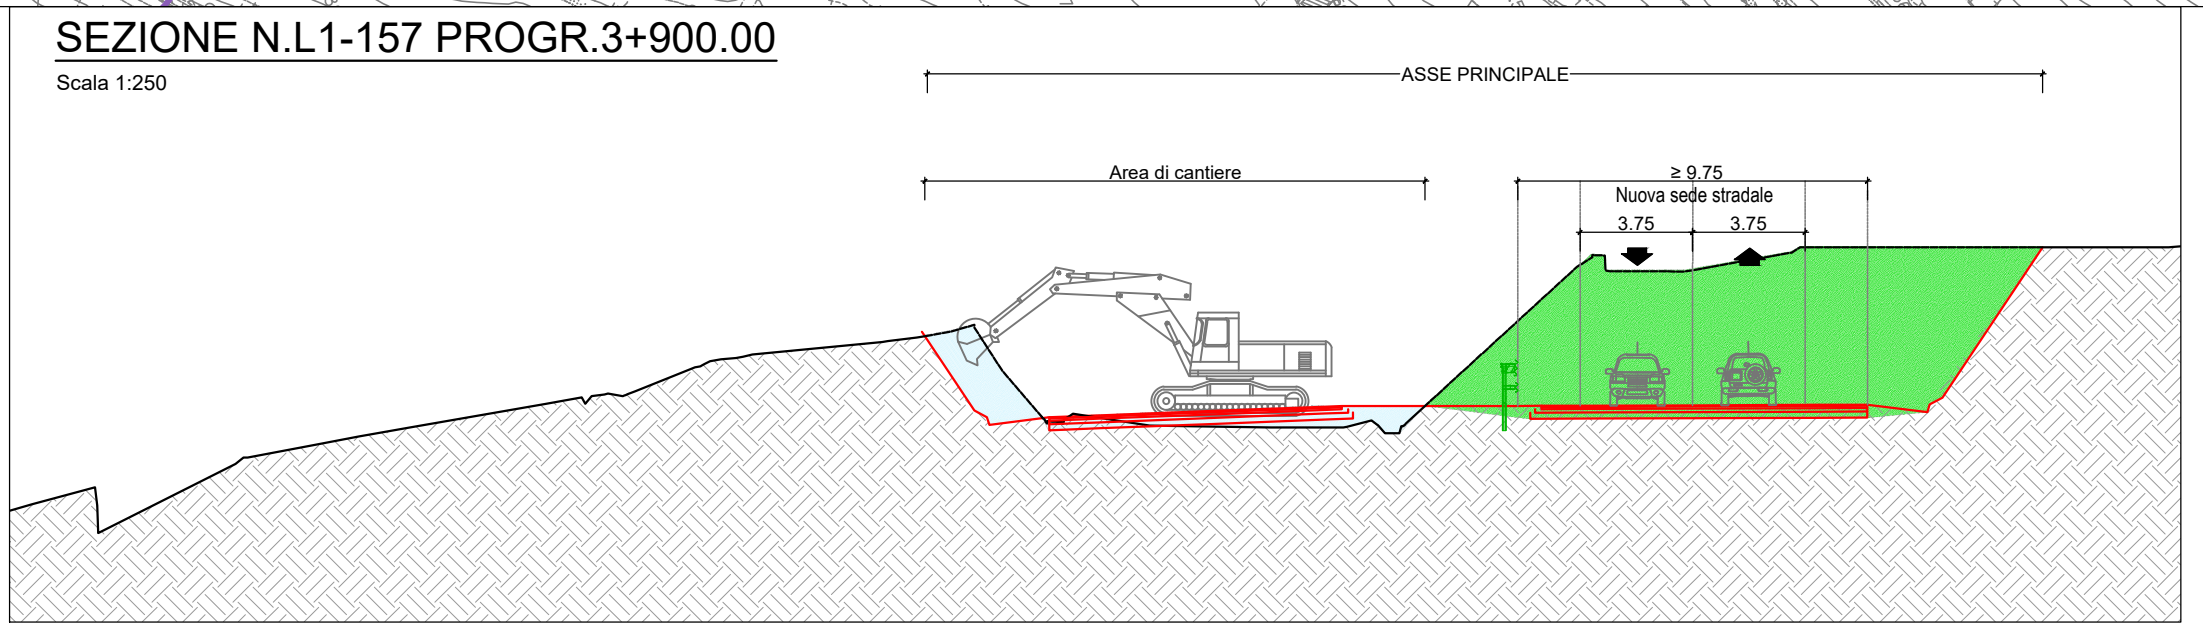 SEZIONE N.L1-157 PROGR.3+900.00
Scala 1:250
ASSE PRINCIPALE
Area di cantiere
≥ 9.75
Nuova sede stradale
3.75
3.75